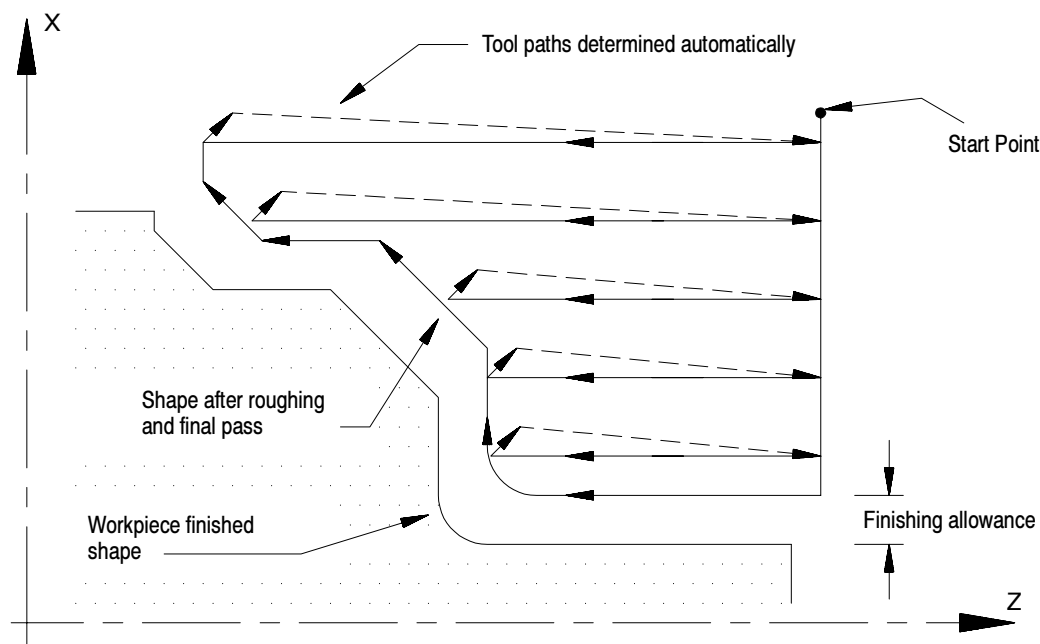 X
Tool paths determined automatically
Start Point
Shape after roughing
and final pass
Workpiece finished
shape
Finishing allowance
Z